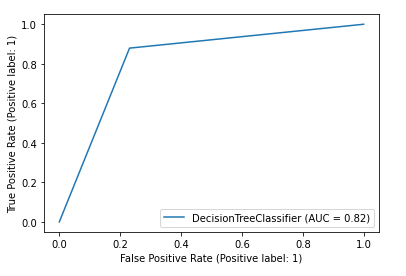 True Positive Rate (Positive label: 1)
1.0
0.8
0.6
0.4
0.2
0.0
DecisionTreeClassifier (AUC = 0.82)
0.0 0.2 0.4 0.6 0.8 1.0
False Positive Rate (Positive label: 1)